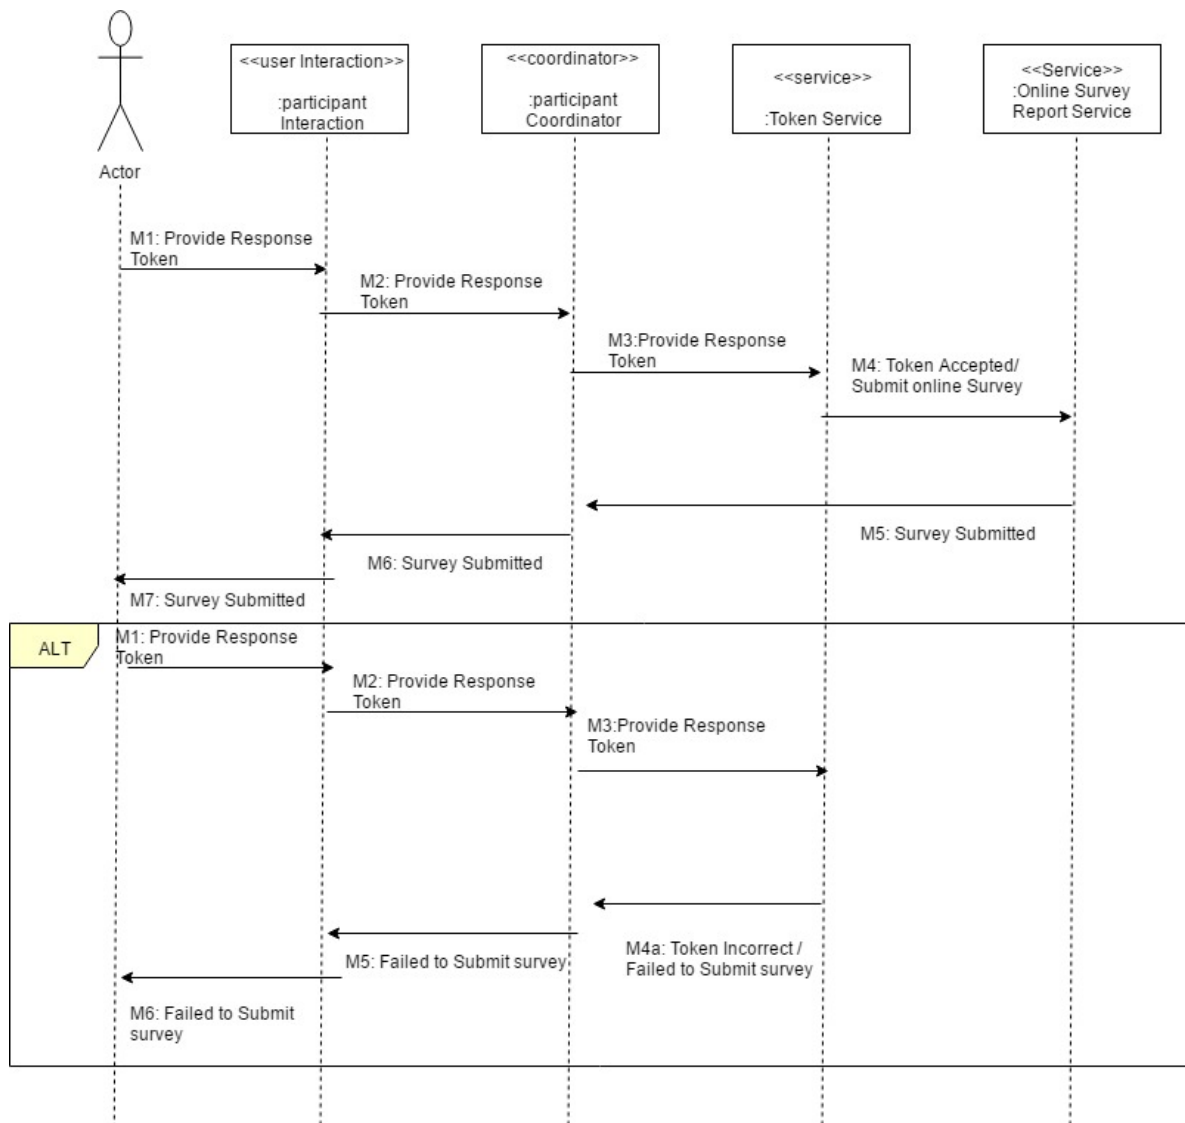 <<user Interaction>>
:participant
Interaction
<<coordinator>>
:participant
Coordinator
<<service>>
:Token Service
<<Service>>
:Online Survey
Report Service
Actor
M1: Provide Response
Token
M2: Provide Response
Token
M3:Provide Response
Token
M4: Token Accepted/
Submit online Survey
M5: Survey Submitted
M6: Survey Submitted
M7: Survey Submitted
ALT
M1: Provide Response
Token
M2: Provide Response
Token
M3:Provide Response
Token
M4a: Token Incorrect /
Failed to Submit survey
M5: Failed to Submit survey
M6: Failed to Submit
survey